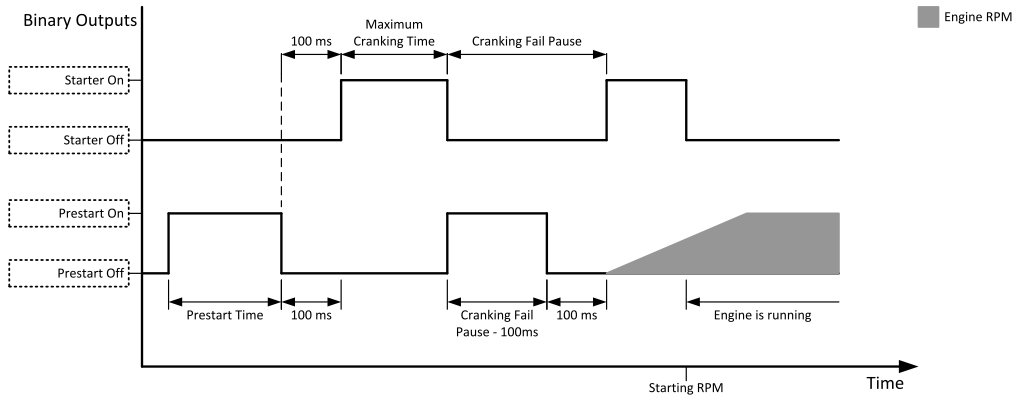 Binary Outputs
Engine RPM
Maximum
Cranking Time
100 ms
Cranking Fail Pause
Starter On
Starter Off
Prestart On
Prestart Off
Prestart Time
100 ms
Cranking Fail
Pause - 100ms
100 ms
Engine is running
Starting RPM
Time